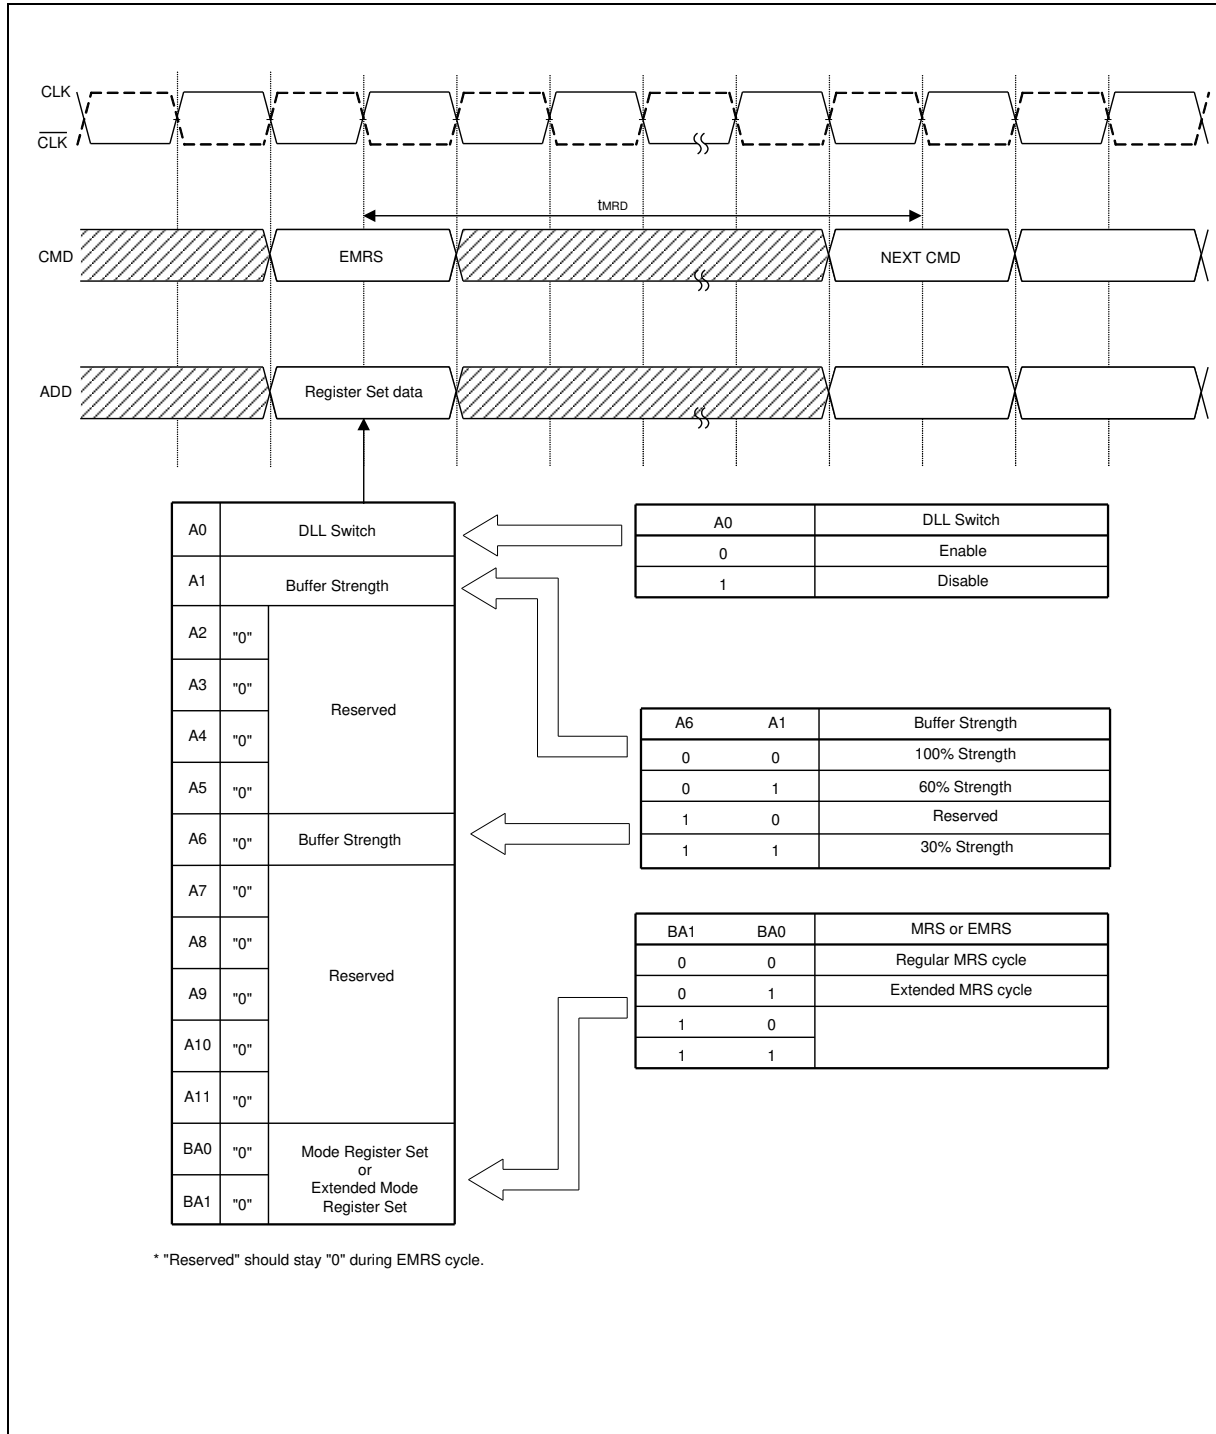 CLK
CLK
tMRD
CMD
EMRS
NEXT CMD
ADD
Register Set data
A0 DLL Switch
A1 Buffer Strength
A2 "0"
A3 "0"
Reserved
A4 "0"
A5 "0"
A6 "0" Buffer Strength
A7 "0"
A8 "0"
Reserved
A9 "0"
A10 "0"
A11 "0"
BA0 "0"
BA1 "0"
Mode Register Set
or
Extended Mode
Register Set
A0 DLL Switch
0 Enable
1 Disable
A6 A1 Buffer Strength
0 0 100% Strength
0 1 60% Strength
1 0 Reserved
1 1 30% Strength
BA1 BA0 MRS or EMRS
0 0 Regular MRS cycle
0 1 Extended MRS cycle
1 0
1 1
* "Reserved" should stay "0" during EMRS cycle.